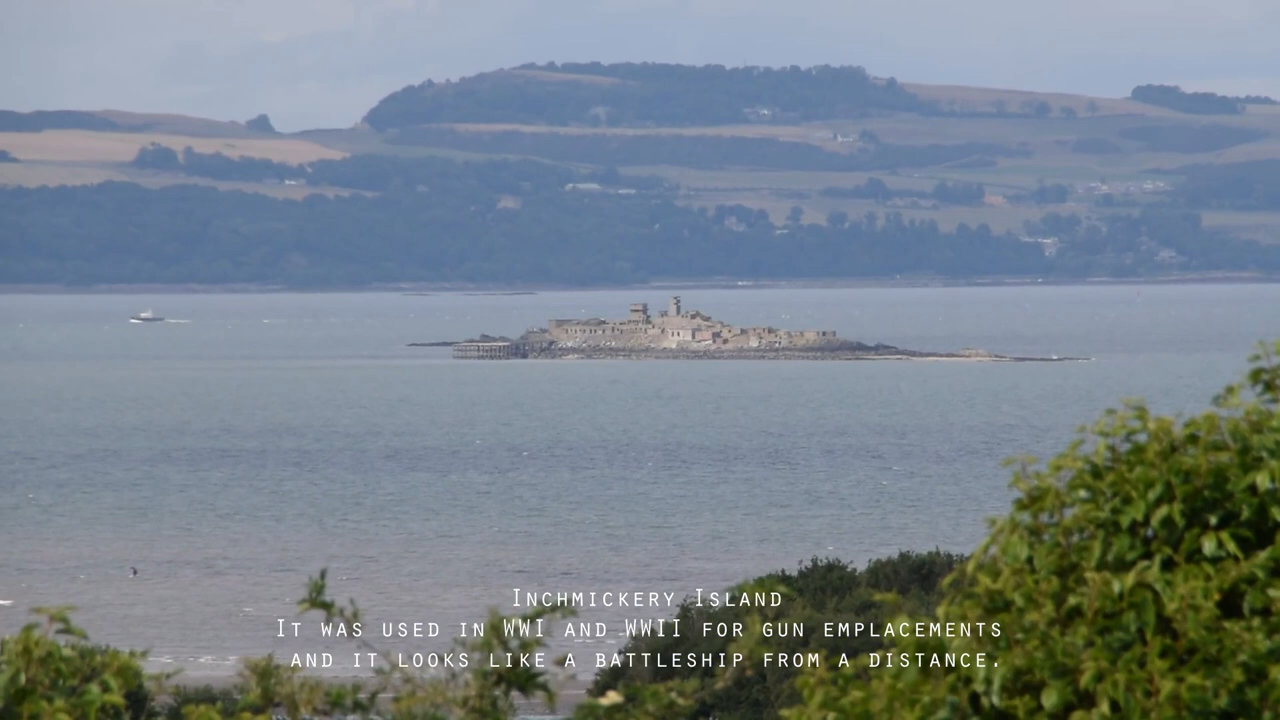 Inchmickery Island
It was used in WWI and WWII for gun emplacements
and it looks like a battleship from a distance.